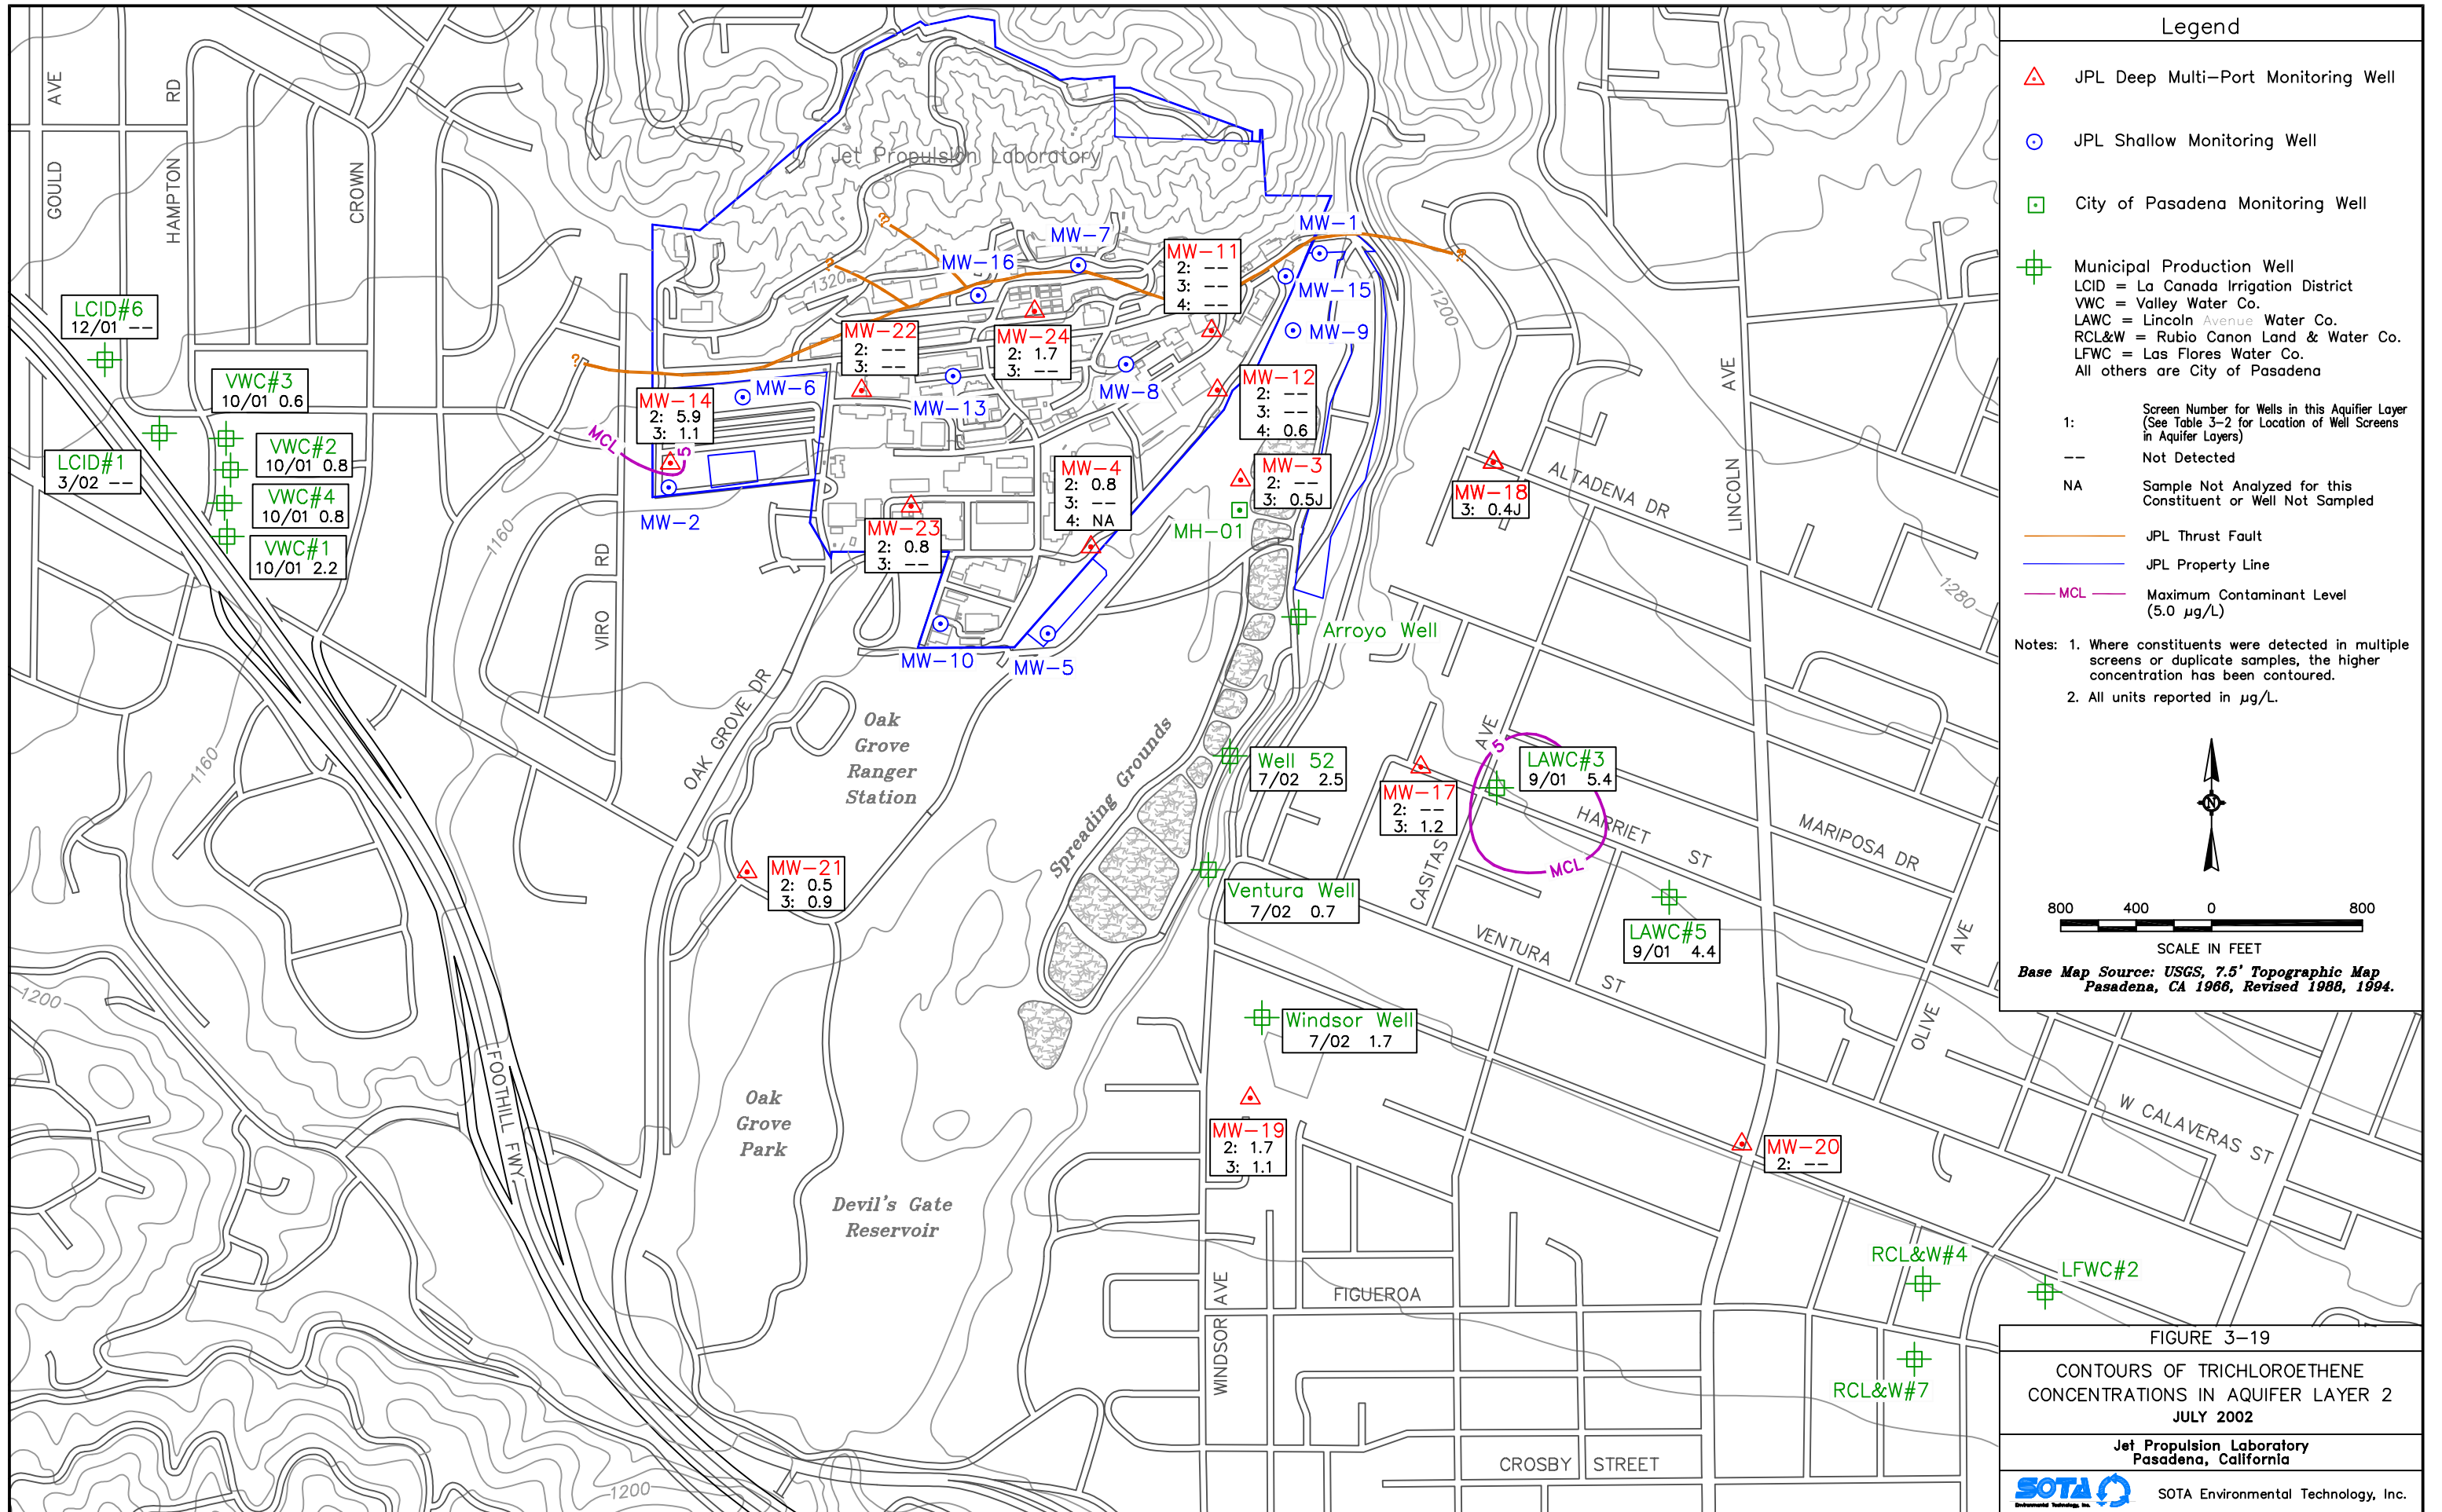 Legend
JPL Deep Multi-Port Monitoring Well
JPL Shallow Monitoring Well
City of Pasadena Monitoring Well
Municipal Production Well
LCID = La Canada Irrigation District
VWC = Valley Water Co.
LAWC = Lincoln Avenue Water Co.
RCL&W = Rubio Canon Land & Water Co.
LFWC = Las Flores Water Co.
All others are City of Pasadena
1:
Screen Number for Wells in this Aquifier Layer
(See Table 3-2 for Location of Well Screens
in Aquifer Layers)
-- Not Detected
NA Sample Not Analyzed for this
Constituent or Well Not Sampled
JPL Thrust Fault
JPL Property Line
MCL Maximum Contaminant Level
(5.0 µg/L)
Notes: 1. Where constituents were detected in multiple
screens or duplicate samples, the higher
concentration has been contoured.
2. All units reported in µg/L.
N
800 400 0 800
SCALE IN FEET
Base Map Source: USGS, 7.5' Topographic Map
Pasadena, CA 1966, Revised 1988, 1994.
FIGURE 3-19
CONTOURS OF TRICHLOROETHENE
CONCENTRATIONS IN AQUIFER LAYER 2
JULY 2002
Jet Propulsion Laboratory
Pasadena, California
SOTA
Environmental Technology, Inc.
SOTA Environmental Technology, Inc.
GOULD AVE
HAMPTON RD
CROWN
Jet Propulsion Laboratory
1320
?
?
?
?
LCID#6
12/01 --
VWC#3
10/01 0.6
VWC#2
10/01 0.8
LCID#1
3/02 --
VWC#4
10/01 0.8
VWC#1
10/01 2.2
MW-1
MW-7
MW-16
MW-11
2: --
3: --
4: --
MW-15
MW-9
MW-22
2: --
3: --
MW-24
2: 1.7
3: --
MW-6
MW-13
MW-8
MW-12
2: --
3: --
4: 0.6
MW-14
2: 5.9
3: 1.1
MCL
5
MW-2
MW-4
2: 0.8
3: --
4: NA
MW-3
2: --
3: 0.5J
MH-01
MW-23
2: 0.8
3: --
MW-18
3: 0.4J
MW-10
MW-5
Arroyo Well
1200
1160
1160
1280
ALTADENA DR
LINCOLN AVE
VIRO RD
OAK GROVE DR
Oak
Grove
Ranger
Station
Spreading Grounds
Well 52
7/02 2.5
MW-17
2: --
3: 1.2
LAWC#3
9/01 5.4
5
MCL
CASITAS AVE
HARRIET ST
MARIPOSA DR
MW-21
2: 0.5
3: 0.9
Ventura Well
7/02 0.7
LAWC#5
9/01 4.4
VENTURA ST
OLIVE AVE
1200
Windsor Well
7/02 1.7
FOOTHILL FWY
Oak
Grove
Park
MW-19
2: 1.7
3: 1.1
MW-20
2: --
W CALAVERAS ST
Devil's Gate
Reservoir
WINDSOR AVE
FIGUEROA
RCL&W#4
LFWC#2
RCL&W#7
CROSBY STREET
1200